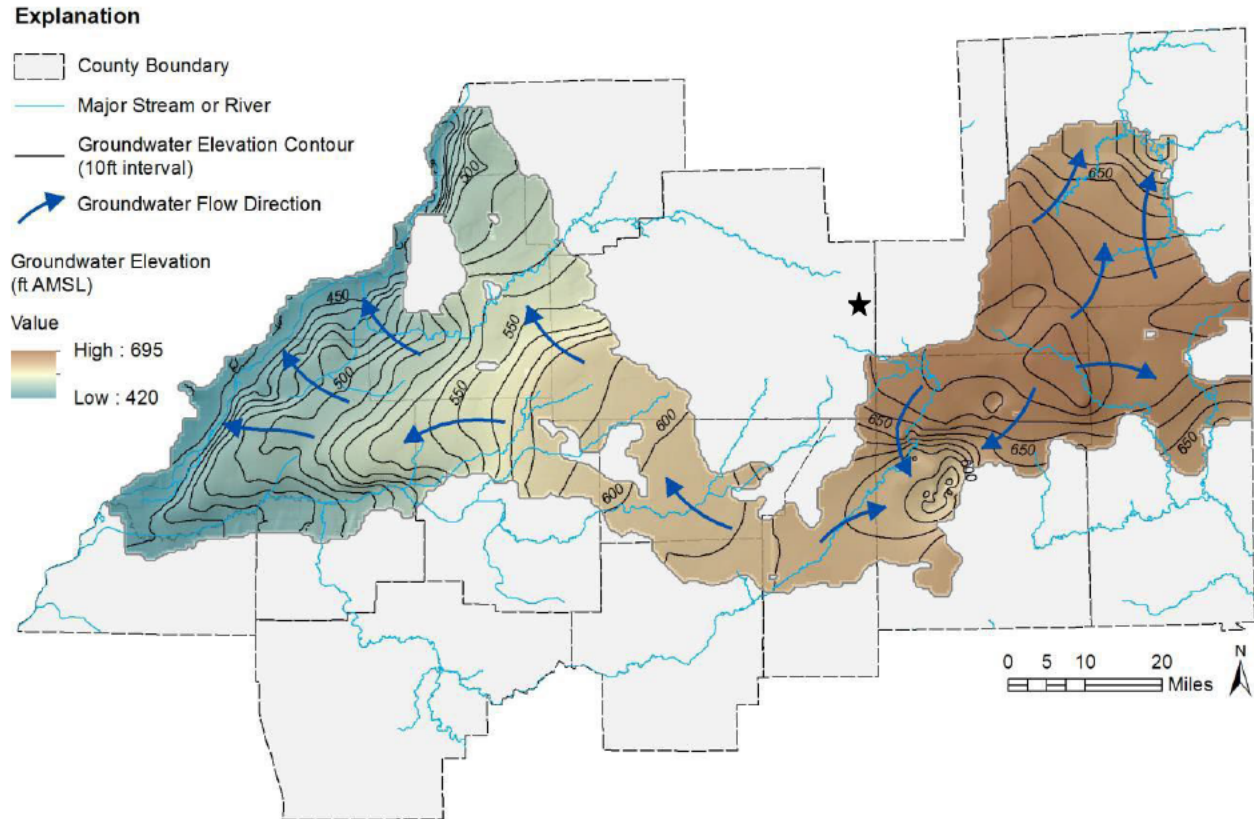 Explanation
County Boundary
Major Stream or River
Groundwater Elevation Contour
(10ft interval)
Groundwater Flow Direction
Groundwater Elevation
(ft AMSL)
Value
High : 695
Low : 420
500
450
500
550
550
600
600
650
650
600
650
650
0 5 10 20
Miles
N